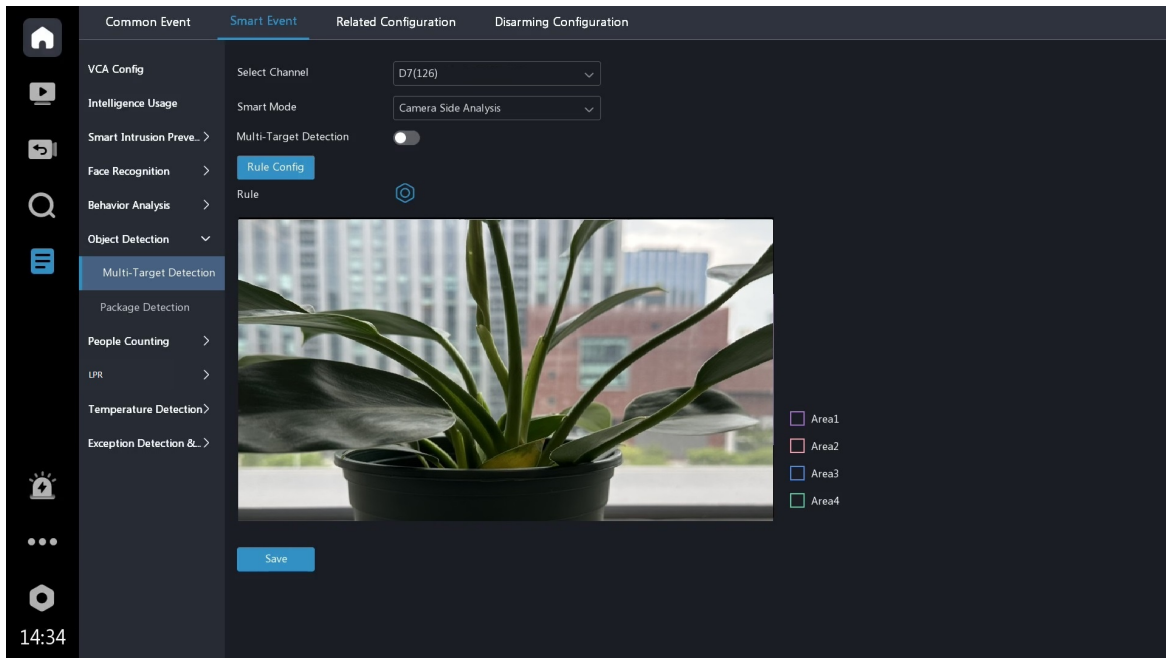 Common Event
Smart Event
Related Configuration
Disarming Configuration
VCA Config
Intelligence Usage
Smart Intrusion Preve...
Face Recognition
Behavior Analysis
Object Detection
Multi-Target Detection
Package Detection
People Counting
LPR
Temperature Detection
Exception Detection &...
14:34
Select Channel
D7(126)
Smart Mode
Camera Side Analysis
Multi-Target Detection
Rule Config
Rule
Area1
Area2
Area3
Area4
Save